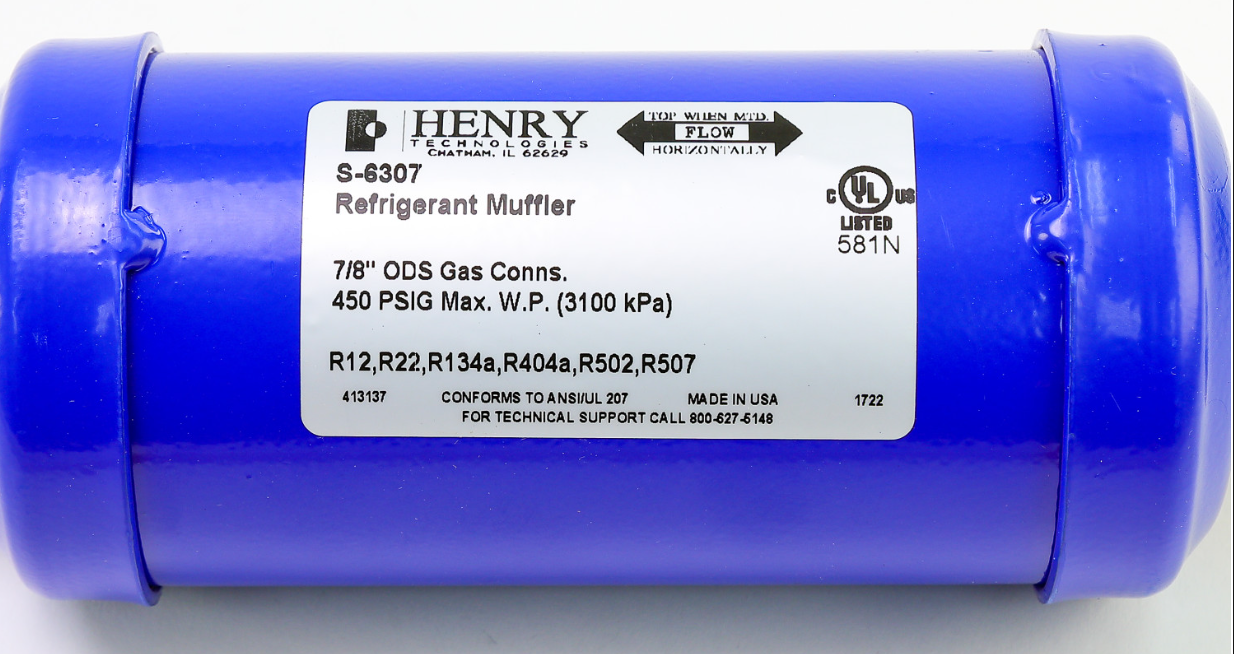 HENRY
TECHNOLOGIES
CHATHAM, IL 62629
TOP WHEN MTD.
FLOW
HORIZONTALLY
S-6307
Refrigerant Muffler
C UL US
LISTED
581N
7/8" ODS Gas Conns.
450 PSIG Max. W.P. (3100 kPa)
R12,R22,R134a,R404a,R502,R507
413137 CONFORMS TO ANSI/UL 207 MADE IN USA 1722
FOR TECHNICAL SUPPORT CALL 800-627-5148